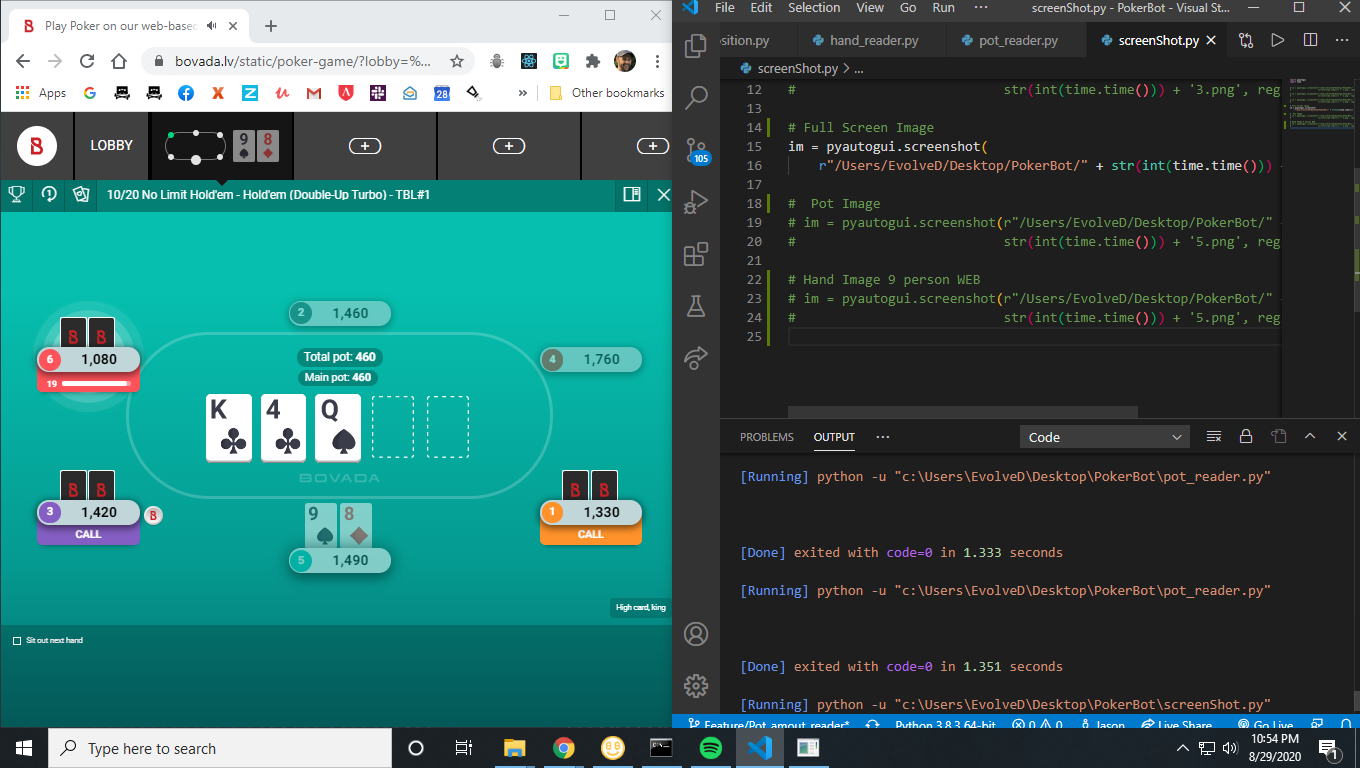 Play Poker on our web-base
bovada.lv/static/poker-game/?lobby=%...
Apps
28
»
Other bookmarks
B
LOBBY
9 8
10/20 No Limit Hold'em - Hold'em (Double-Up Turbo) - TBL#1
2 1,460
6 1,080
19
Total pot: 460
Main pot: 460
4 1,760
K 4 Q
BOVADA
3 1,420
CALL
B
9 8
5 1,490
1 1,330
CALL
High card, king
Sit out next hand
File Edit Selection View Go Run ···
screenShot.py - PokerBot - Visual St...
osition.py hand_reader.py pot_reader.py screenShot.py
screenShot.py > ...
105
12 # str(int(time.time())) + '3.png', reg
13
14 # Full Screen Image
15 im = pyautogui.screenshot(
16 r"/Users/EvolveD/Desktop/PokerBot/" + str(int(time.time()))
17
18 # Pot Image
19 # im = pyautogui.screenshot(r"/Users/EvolveD/Desktop/PokerBot/"
20 # str(int(time.time())) + '5.png', reg
21
22 # Hand Image 9 person WEB
23 # im = pyautogui.screenshot(r"/Users/EvolveD/Desktop/PokerBot/"
24 # str(int(time.time())) + '5.png', reg
25
PROBLEMS OUTPUT ··· Code
[Running] python -u "c:\Users\EvolveD\Desktop\PokerBot\pot_reader.py"
[Done] exited with code=0 in 1.333 seconds
[Running] python -u "c:\Users\EvolveD\Desktop\PokerBot\pot_reader.py"
[Done] exited with code=0 in 1.351 seconds
[Running] python -u "c:\Users\EvolveD\Desktop\PokerBot\screenShot.py"
Feature/Pot_amout_reader* Python 3.8.3 64-bit 0 0 Jason Live Share Go Live
Type here to search
10:54 PM
8/29/2020
1